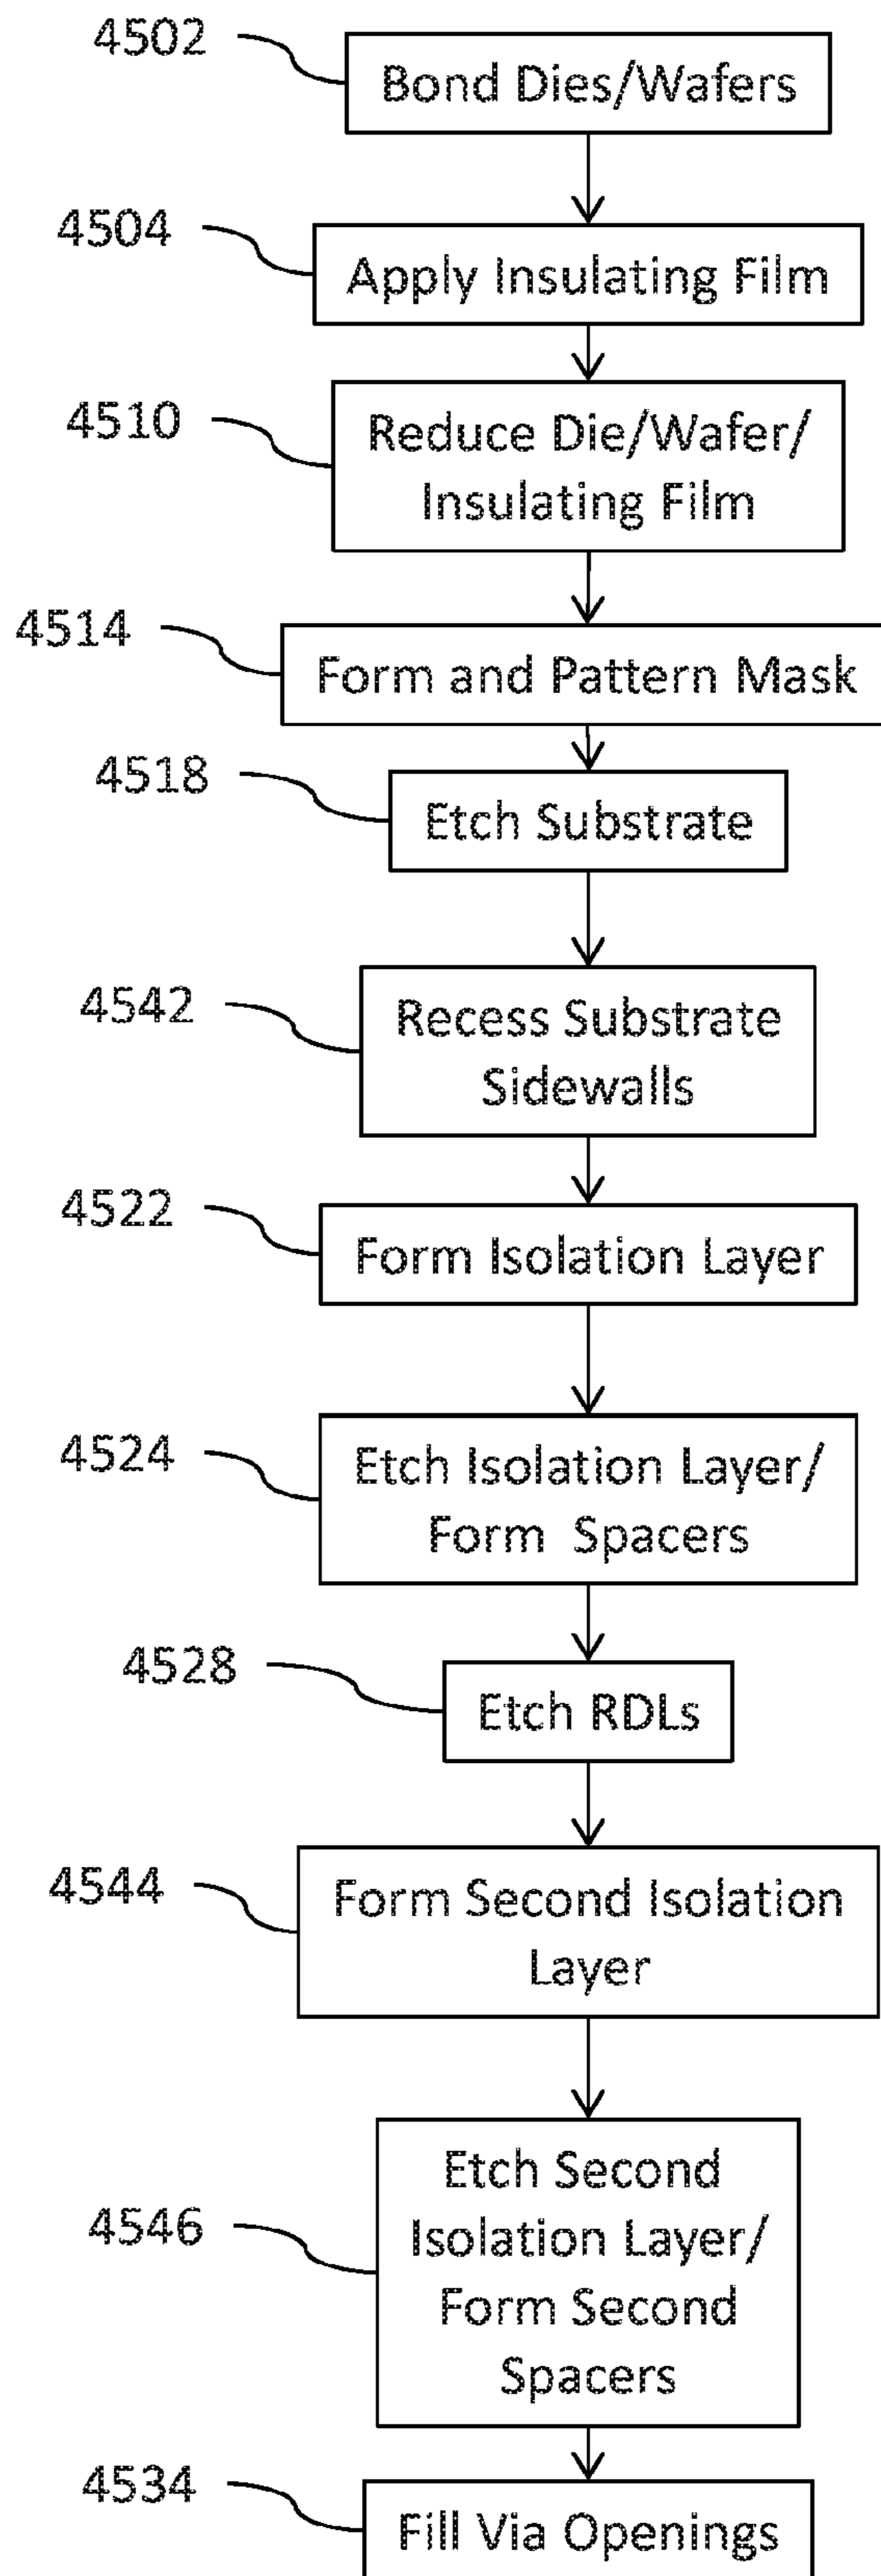 4502
Bond Dies/Wafers
4504
Apply Insulating Film
4510
Reduce Die/Wafer/
Insulating Film
4514
Form and Pattern Mask
4518
Etch Substrate
4542
Recess Substrate
Sidewalls
4522
Form Isolation Layer
4524
Etch Isolation Layer/
Form Spacers
4528
Etch RDLs
4544
Form Second Isolation
Layer
4546
Etch Second
Isolation Layer/
Form Second
Spacers
4534
Fill Via Openings